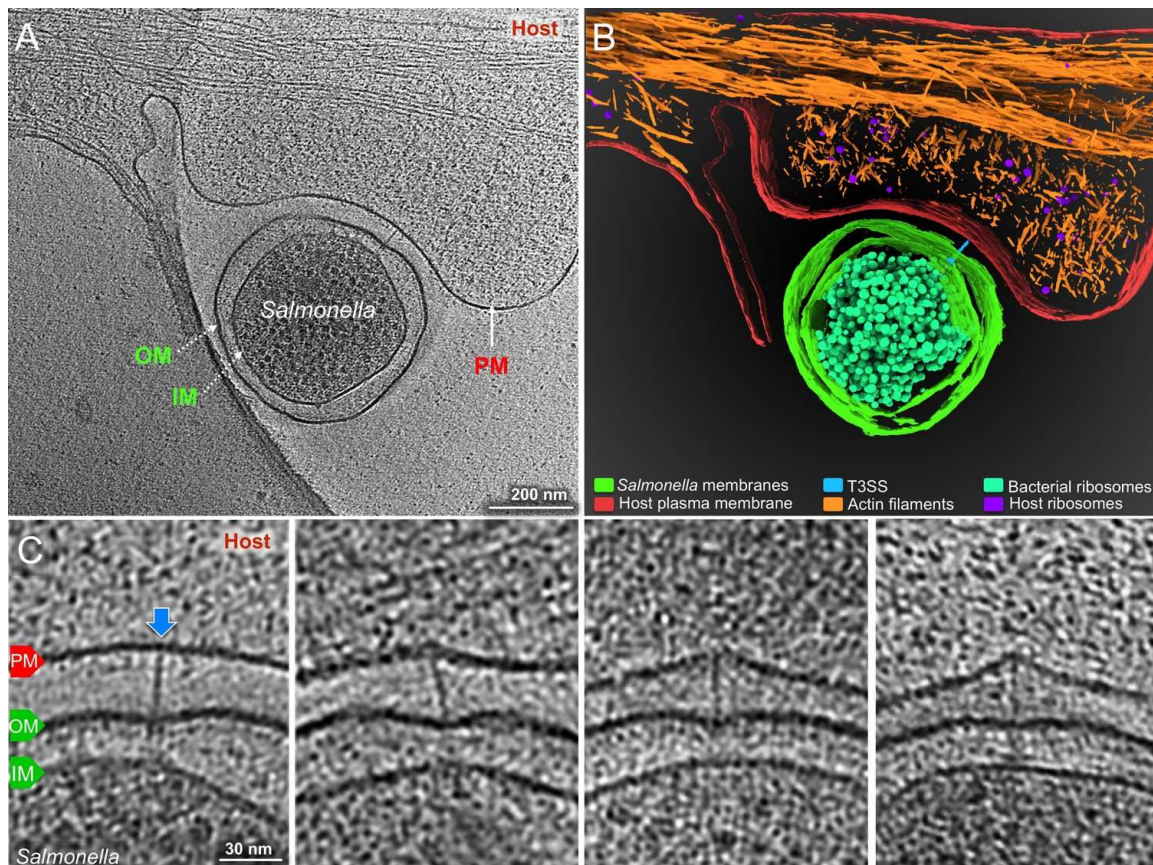 A
Host
Salmonella
OM
IM
PM
200 nm
B
Salmonella membranes
T3SS
Bacterial ribosomes
Host plasma membrane
Actin filaments
Host ribosomes
C
Host
PM
OM
IM
Salmonella
30 nm